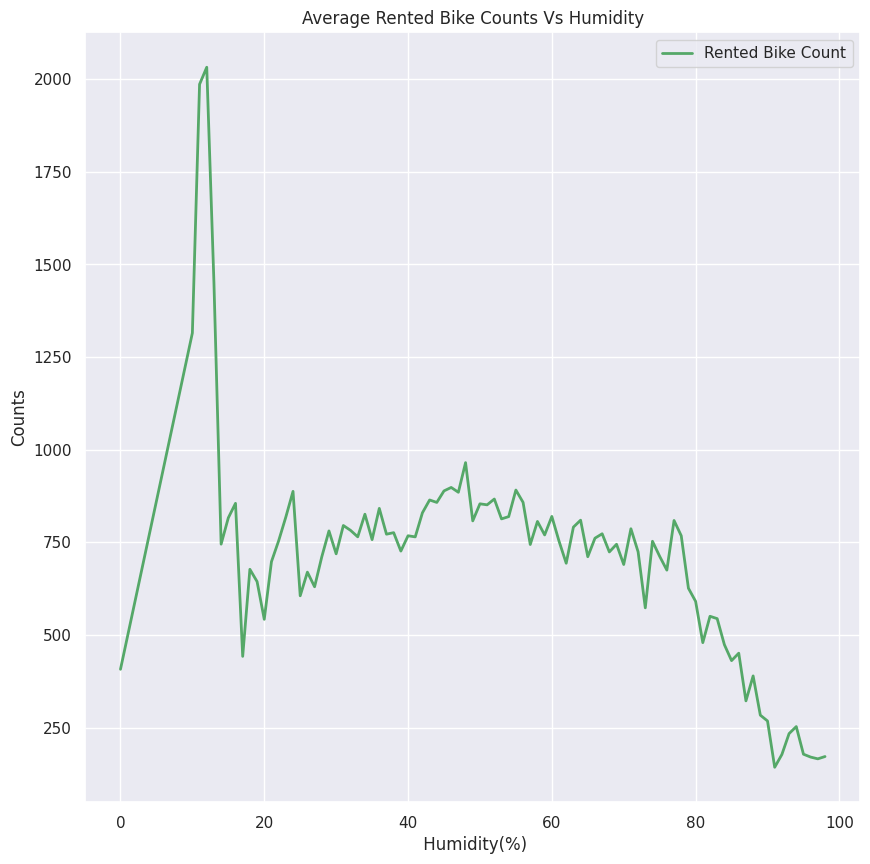 Average Rented Bike Counts Vs Humidity
Rented Bike Count
2000
1750
1500
1250
1000
750
500
250
Counts
0 20 40 60 80 100
Humidity(%)